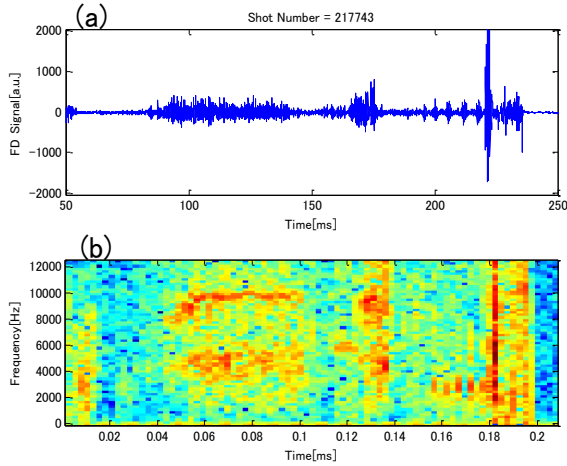 (a)
Shot Number = 217743
2000
1000
0
-1000
-2000
FD Signal[a.u.]
50 100 150 200 250
Time[ms]
(b)
12000
10000
8000
6000
4000
2000
0
Frequency[Hz]
0.02 0.04 0.06 0.08 0.1 0.12 0.14 0.16 0.18 0.2
Time[ms]